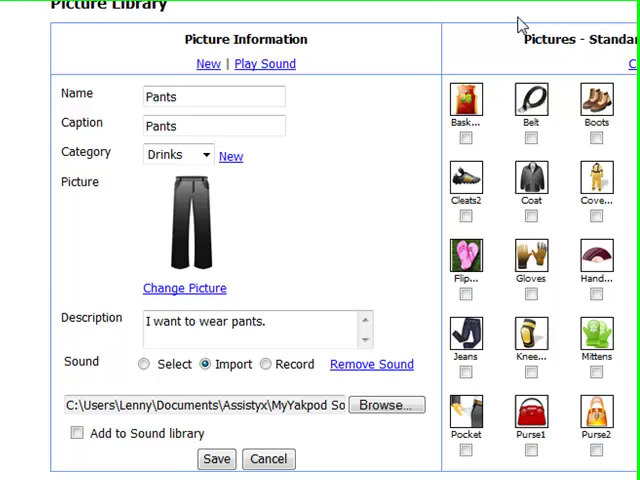 Picture Library
Picture Information
New | Play Sound
Name
Pants
Caption
Pants
Category
Drinks
New
Picture
Change Picture
Description
I want to wear pants.
Sound
Select
Import
Record
Remove Sound
C:\Users\Lenny\Documents\Assistyx\MyYakpod So
Browse...
Add to Sound library
Save
Cancel
Pictures - Standa
C
Bask...
Belt
Boots
Cleats2
Coat
Cove...
Flip...
Gloves
Hand...
Jeans
Knee...
Mittens
Pocket
Purse1
Purse2